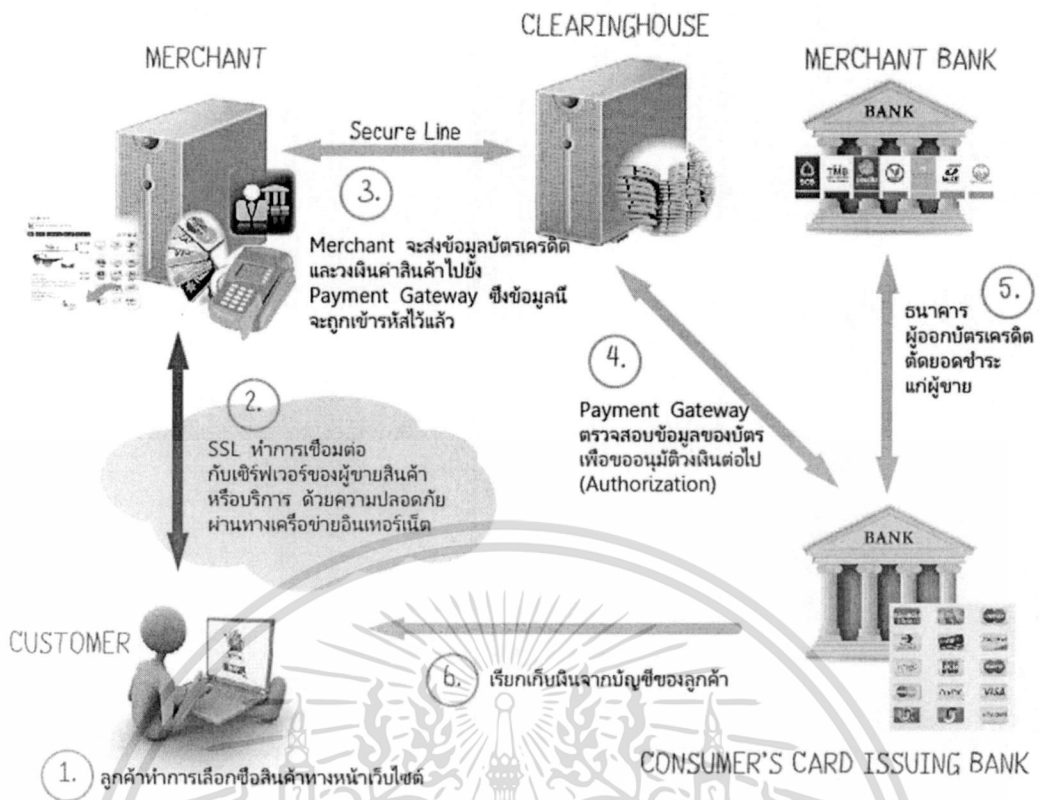 CLEARINGHOUSE
MERCHANT
MERCHANT BANK
BANK
SCB
TMB
Secure Line
3.
Merchant จะส่งข้อมูลบัตรเครดิต
และวงเงินค่าสินค้าไปยัง
Payment Gateway ซึ่งข้อมูลนี้
จะถูกเข้ารหัสไว้แล้ว
5.
ธนาคาร
ผู้ออกบัตรเครดิต
ตัดยอดชำระ
แก่ผู้ขาย
4.
Payment Gateway
ตรวจสอบข้อมูลของบัตร
เพื่อขออนุมัติวงเงินต่อไป
(Authorization)
2.
SSL ทำการเชื่อมต่อ
กับเซิร์ฟเวอร์ของผู้ขายสินค้า
หรือบริการ ด้วยความปลอดภัย
ผ่านทางเครือข่ายอินเทอร์เน็ต
BANK
VISA
CUSTOMER
6. เรียกเก็บเงินจากบัญชีของลูกค้า
CONSUMER'S CARD ISSUING BANK
1. ลูกค้าทำการเลือกซื้อสินค้าทางหน้าเว็บไซต์